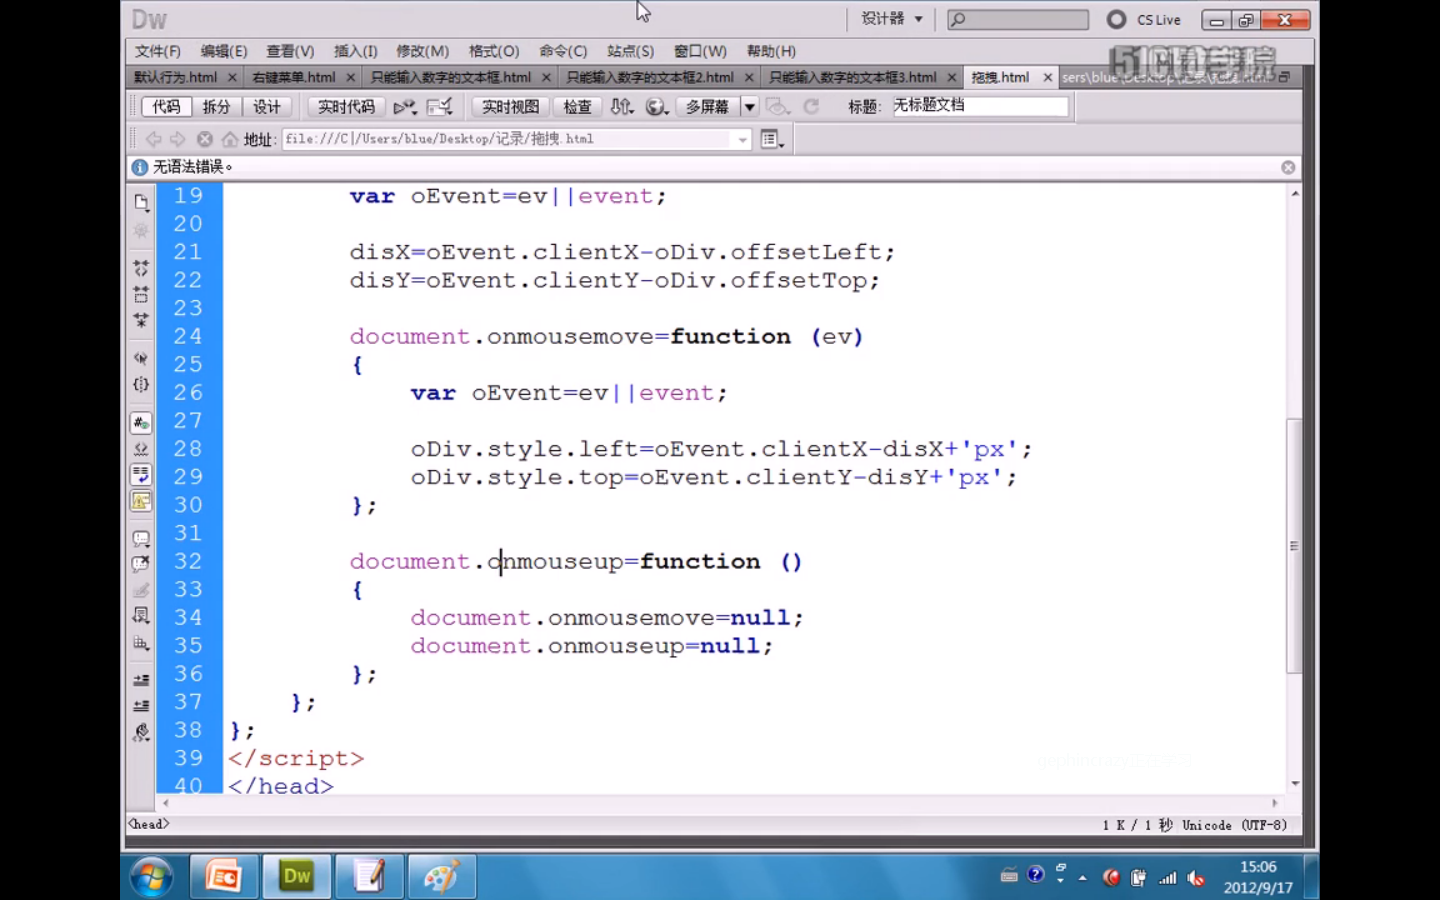 Dw
设计器
CS Live
文件(F) 编辑(E) 查看(V) 插入(I) 修改(M) 格式(O) 命令(C) 站点(S) 窗口(W) 帮助(H)
51CTO学院
默认行为.html 右键菜单.html 只能输入数字的文本框.html 只能输入数字的文本框2.html 只能输入数字的文本框3.html 拖拽.html
代码 拆分 设计 实时代码 实时视图 检查 多屏幕 标题: 无标题文档
地址: file:///C|/Users/blue/Desktop/记录/拖拽.html
无语法错误。
19 var oEvent=ev||event;
20
21 disX=oEvent.clientX-oDiv.offsetLeft;
22 disY=oEvent.clientY-oDiv.offsetTop;
23
24 document.onmousemove=function (ev)
25 {
26 var oEvent=ev||event;
27
28 oDiv.style.left=oEvent.clientX-disX+'px';
29 oDiv.style.top=oEvent.clientY-disY+'px';
30 };
31
32 document.onmouseup=function ()
33 {
34 document.onmousemove=null;
35 document.onmouseup=null;
36 };
37 };
38 };
39 </script>
40 </head>
<head>
1 K / 1 秒 Unicode (UTF-8)
Dw
15:06
2012/9/17